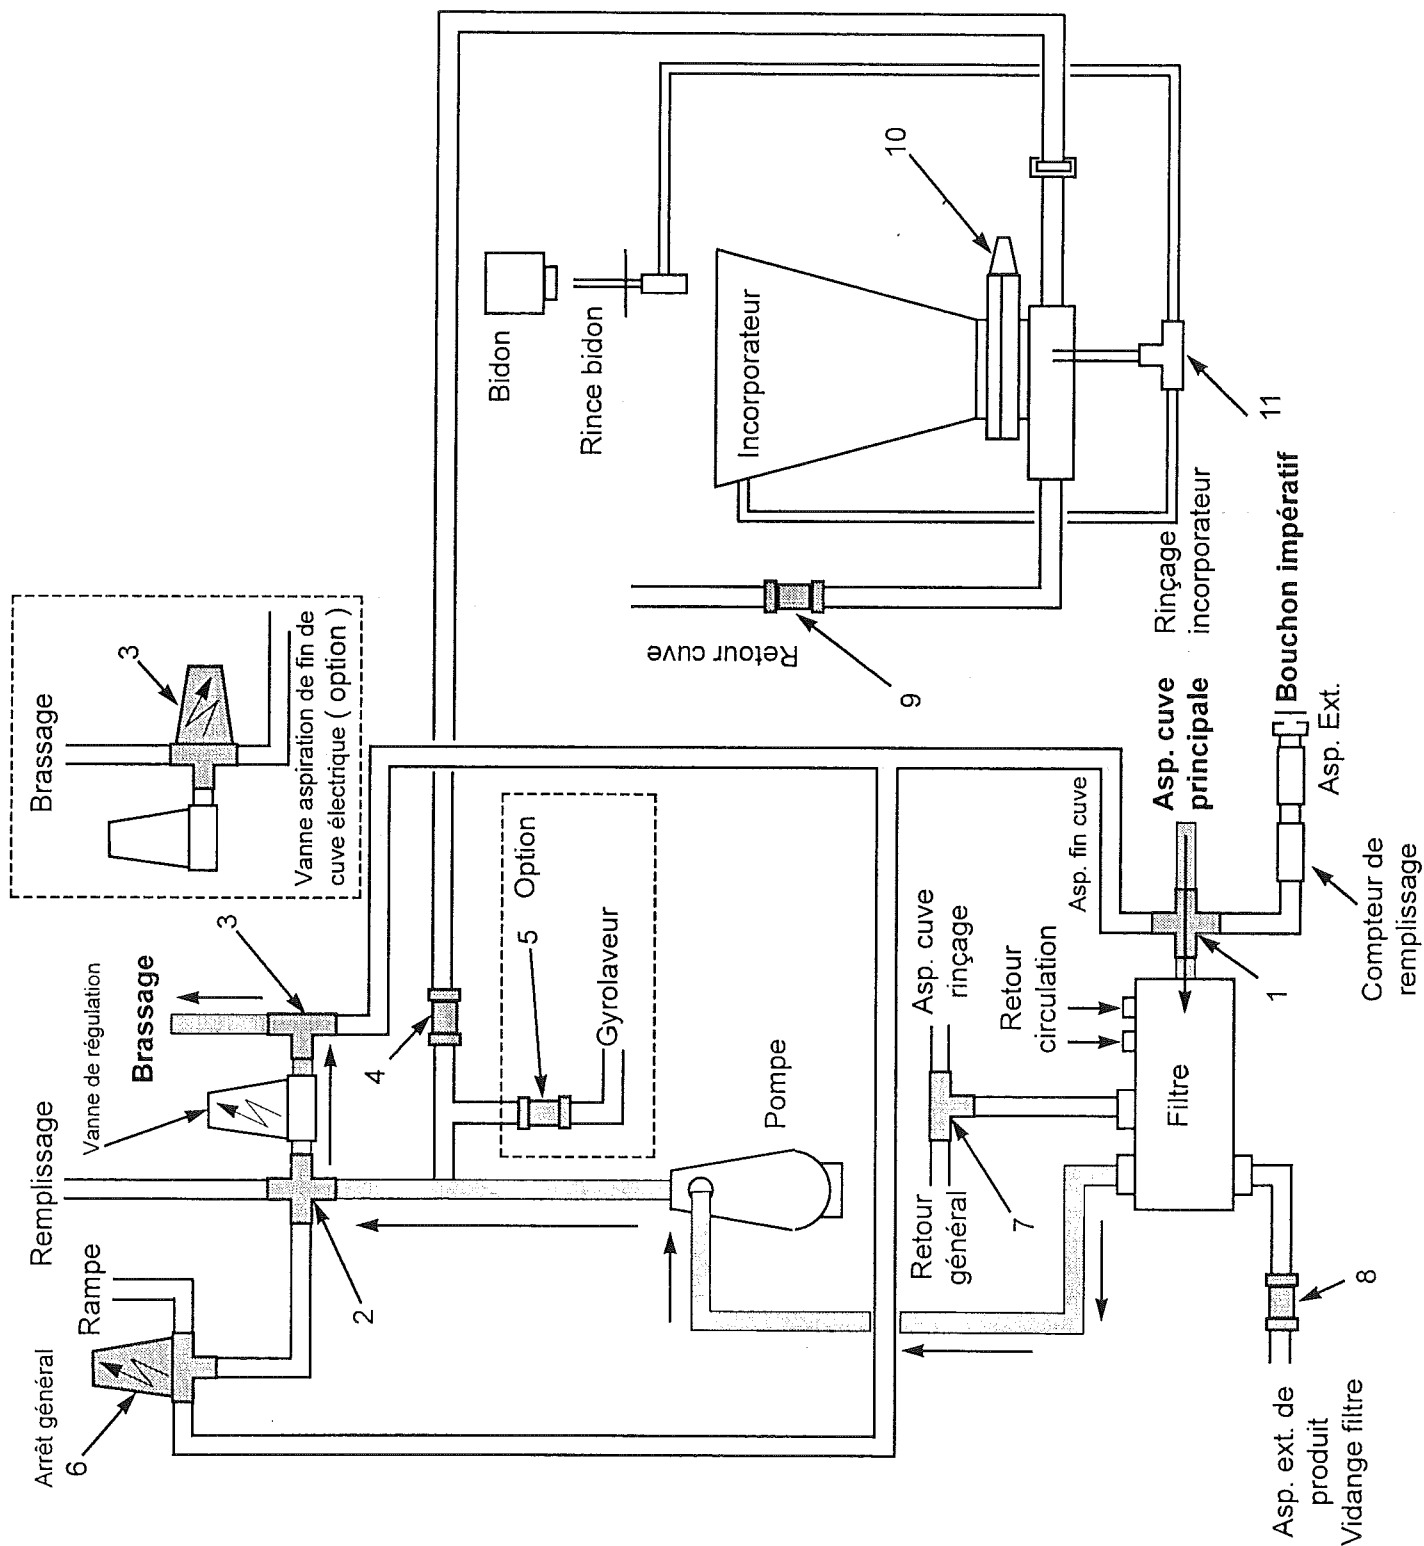 Brassage
3
Vanne aspiration de fin de
cuve électrique ( option )
Bidon
Rince bidon
10
Incorporateur
11
Rinçage
incorporateur
Retour cuve
9
Arrêt général
6
Rampe
Remplissage
2
Vanne de régulation
Brassage
3
4
5
Option
Gyrolaveur
Pompe
Asp. fin cuve
Asp. cuve
principale
Bouchon impératif
Asp. Ext.
Compteur de
remplissage
1
Retour
circulation
Asp. cuve
rinçage
Retour
général
7
Filtre
8
Asp. ext. de
produit
Vidange filtre